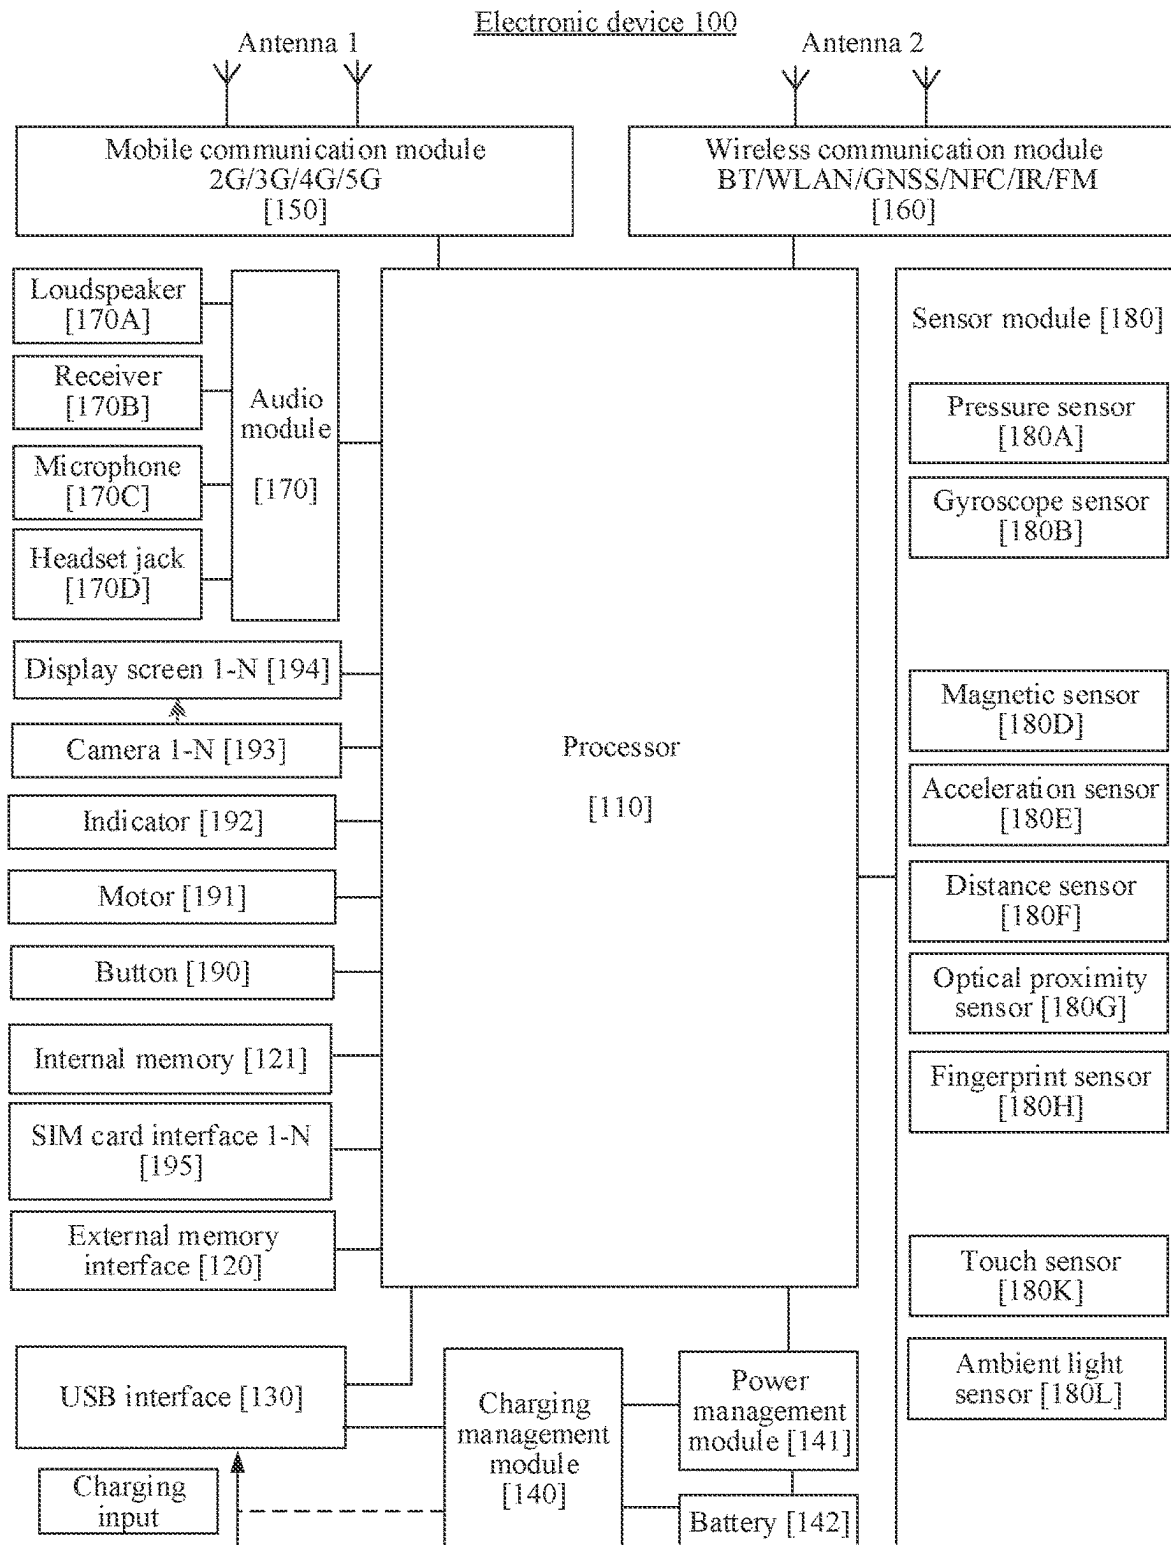 Electronic device 100
Antenna 1
Antenna 2
Mobile communication module
2G/3G/4G/5G
[150]
Wireless communication module
BT/WLAN/GNSS/NFC/IR/FM
[160]
Loudspeaker
[170A]
Receiver
[170B]
Microphone
[170C]
Headset jack
[170D]
Audio
module
[170]
Display screen 1-N [194]
Camera 1-N [193]
Indicator [192]
Motor [191]
Button [190]
Internal memory [121]
SIM card interface 1-N
[195]
External memory
interface [120]
Processor
[110]
Sensor module [180]
Pressure sensor
[180A]
Gyroscope sensor
[180B]
Magnetic sensor
[180D]
Acceleration sensor
[180E]
Distance sensor
[180F]
Optical proximity
sensor [180G]
Fingerprint sensor
[180H]
Touch sensor
[180K]
Ambient light
sensor [180L]
USB interface [130]
Charging
input
Charging
management
module
[140]
Power
management
module [141]
Battery [142]